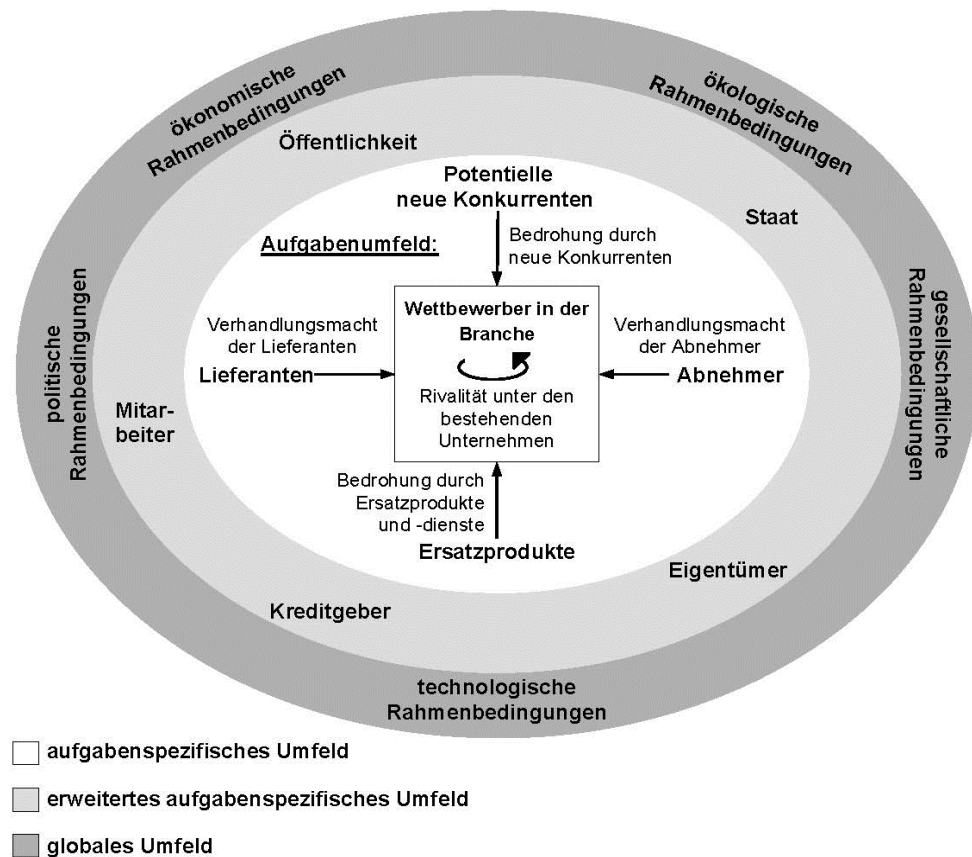 ökonomische
Rahmenbedingungen
ökologische
Rahmenbedingungen
Öffentlichkeit
Potentielle
neue Konkurrenten
Staat
Aufgabenumfeld:
Bedrohung durch
neue Konkurrenten
politische
Rahmenbedingungen
gesellschaftliche
Rahmenbedingungen
Verhandlungsmacht
der Lieferanten
Lieferanten
Wettbewerber in der
Branche
Rivalität unter den
bestehenden
Unternehmen
Verhandlungsmacht
der Abnehmer
Abnehmer
Mitar-
beiter
Bedrohung durch
Ersatzprodukte
und -dienste
Ersatzprodukte
Eigentümer
Kreditgeber
technologische
Rahmenbedingungen
aufgabenspezifisches Umfeld
erweitertes aufgabenspezifisches Umfeld
globales Umfeld